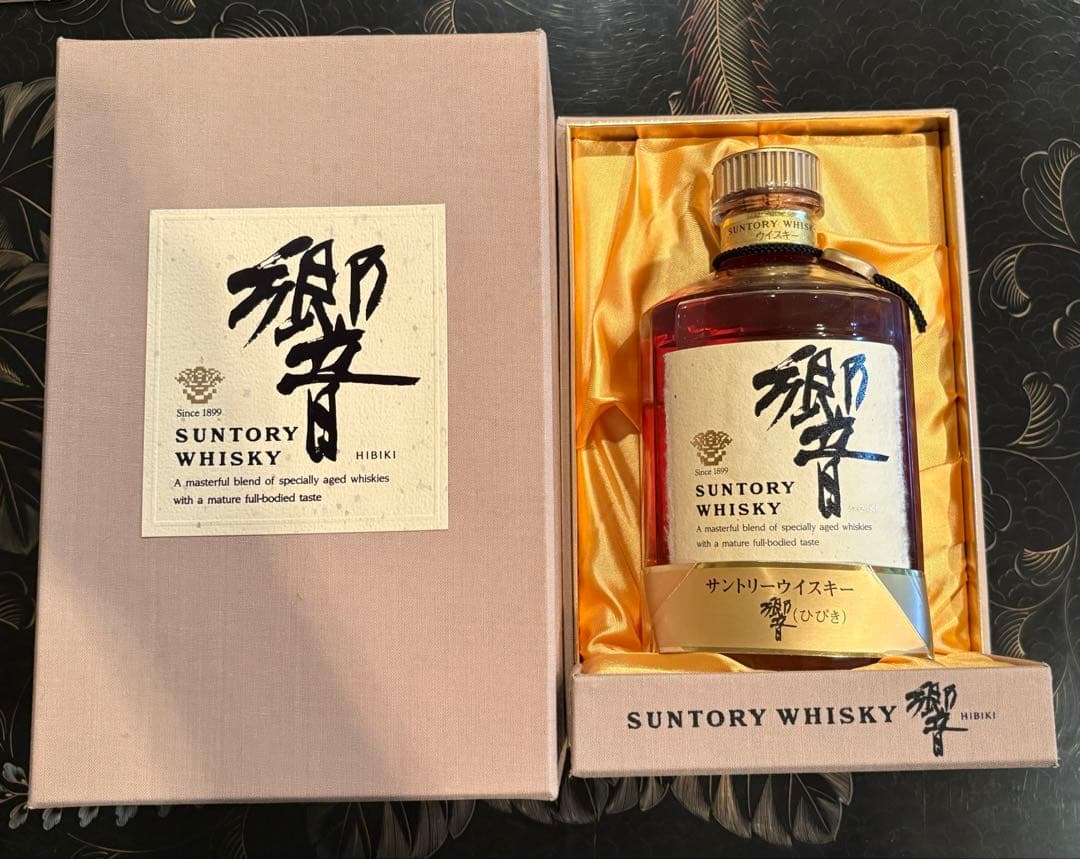 響
Since 1899
SUNTORY
WHISKY
HIBIKI
A masterful blend of specially aged whiskies
with a mature full-bodied taste
SUNTORY WHISK
ウイスキー
響
Since 1899
SUNTORY
WHISKY
A masterful blend of specially aged whiskies
with a mature full-bodied taste
サントリーウイスキー
響(ひびき)
SUNTORY WHISKY 響 HIBIKI